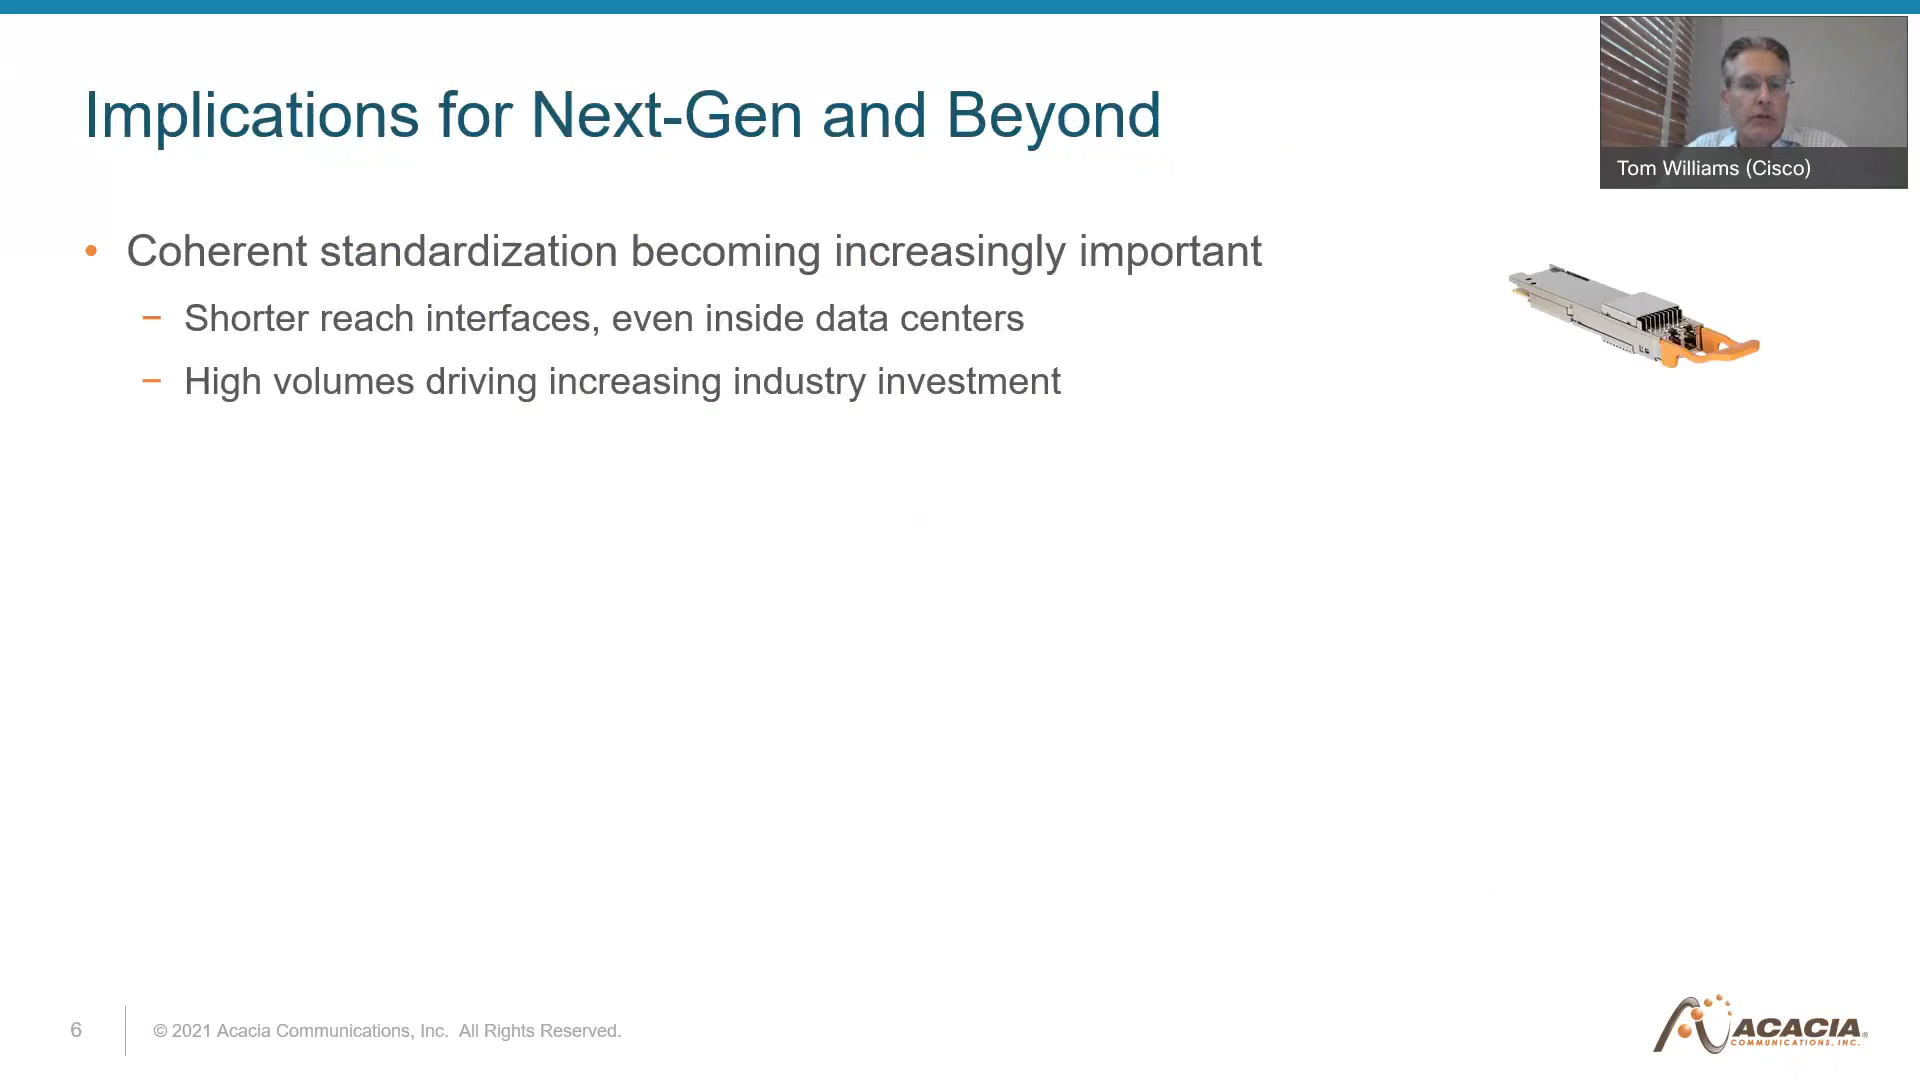 Implications for Next-Gen and Beyond
Tom Williams (Cisco)
• Coherent standardization becoming increasingly important
− Shorter reach interfaces, even inside data centers
− High volumes driving increasing industry investment
6
© 2021 Acacia Communications, Inc. All Rights Reserved.
ACACIA®
COMMUNICATIONS, INC.